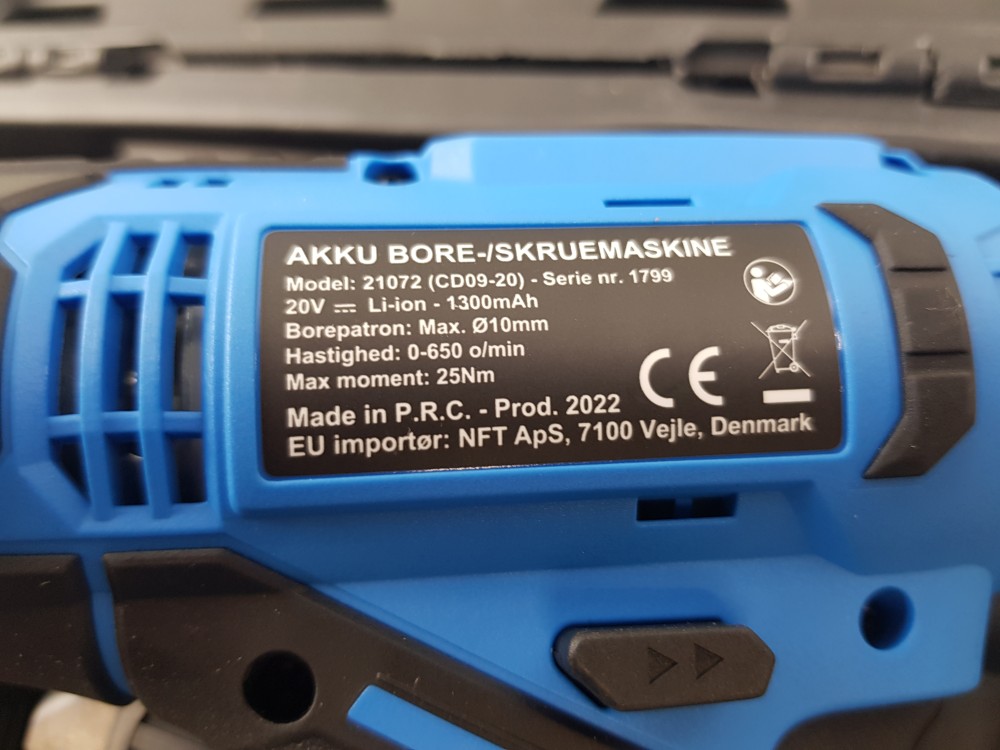 AKKU BORE-/SKRUEMASKINE
Model: 21072 (CD09-20) - Serie nr. 1799
20V ⎓ Li-ion - 1300mAh
Borepatron: Max. Ø10mm
Hastighed: 0-650 o/min
Max moment: 25Nm
CE
Made in P.R.C. - Prod. 2022
EU importør: NFT ApS, 7100 Vejle, Denmark